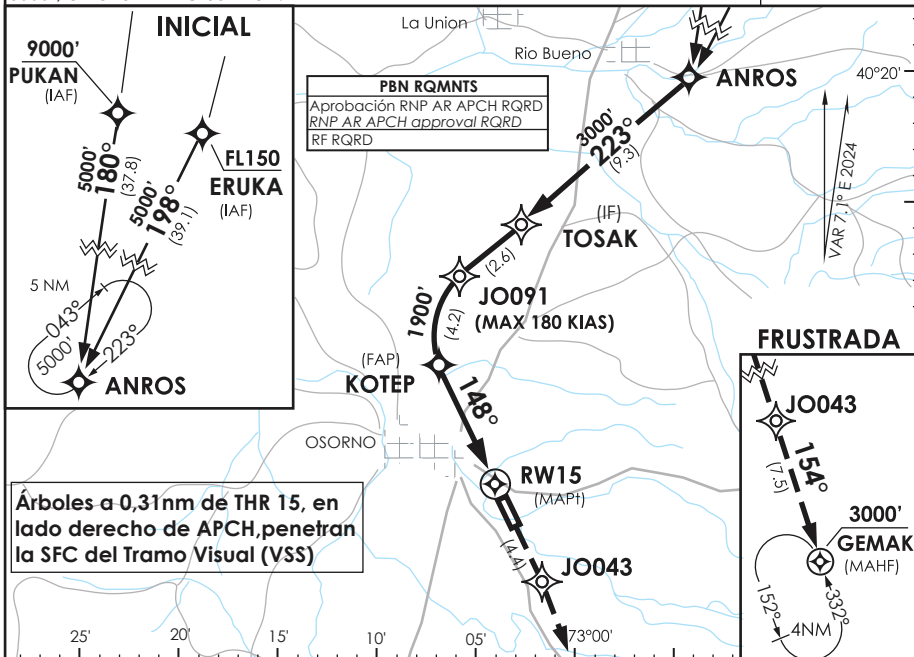 INICIAL
9000'
PUKAN
(IAF)
5000'
180°
(37.8)
FL150
ERUKA
(IAF)
5000'
198°
(39.1)
5 NM
043°
5000'
223°
ANROS
La Union
Rio Bueno
ANROS
40°20'
PBN RQMNTS
Aprobación RNP AR APCH RQRD
RNP AR APCH approval RQRD
RF RQRD
3000'
223°
(9.3)
VAR 7.1° E 2024
(IF)
TOSAK
(2.6)
JO091
(MAX 180 KIAS)
1900'
(4.2)
(FAP)
KOTEP
148°
OSORNO
RW15
(MAPt)
(4.4)
JO043
Árboles a 0,31nm de THR 15, en
lado derecho de APCH,penetran
la SFC del Tramo Visual (VSS)
FRUSTRADA
JO043
154°
(7.5)
3000'
GEMAK
(MAHF)
152°
332°
4NM
25'
20'
15'
10'
05'
73°00'